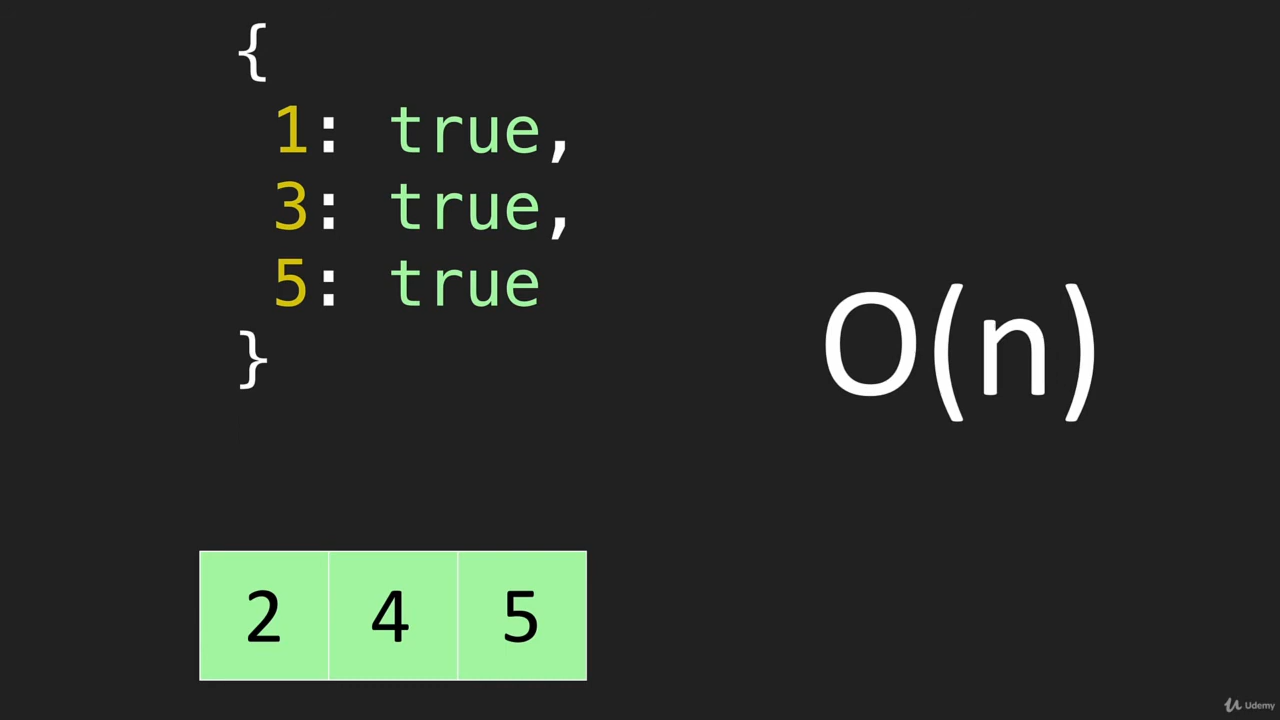 {
1: true,
3: true,
5: true
}
O(n)
2 4 5
Udemy